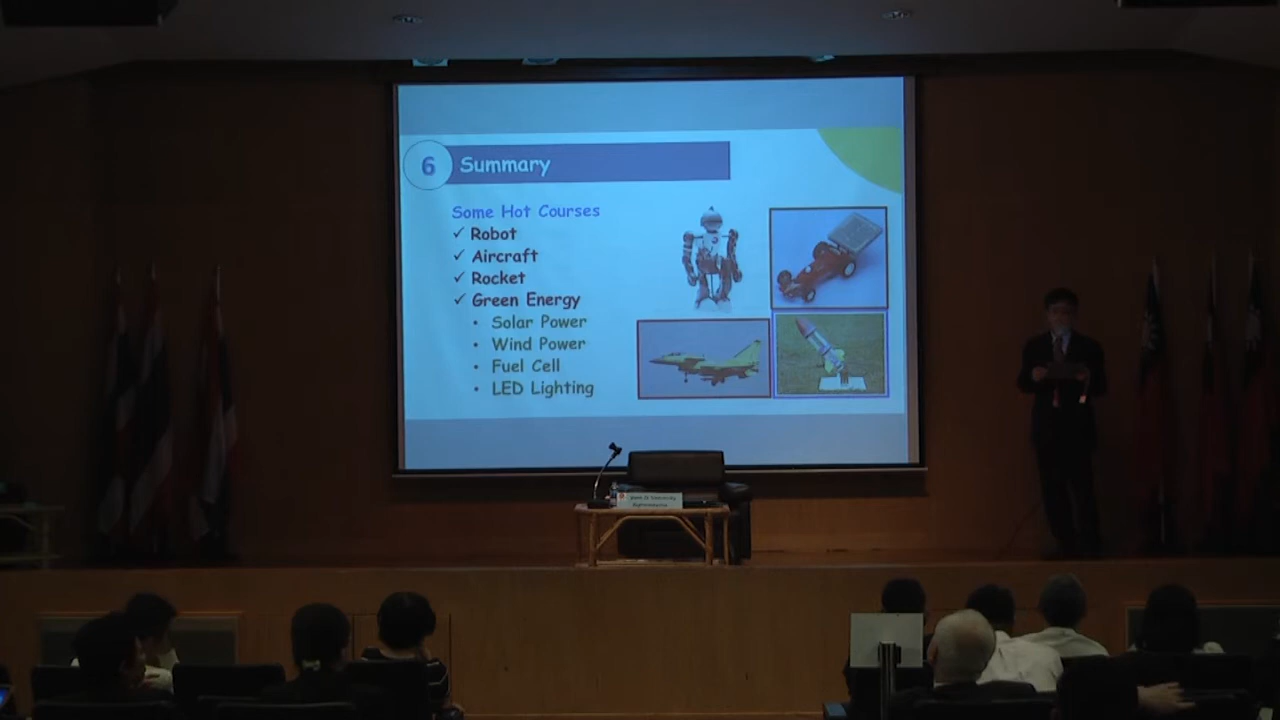 6 Summary
Some Hot Courses
✓ Robot
✓ Aircraft
✓ Rocket
✓ Green Energy
• Solar Power
• Wind Power
• Fuel Cell
• LED Lighting